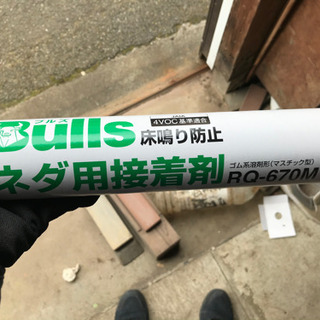 ブルズ
Bulls
4VOC基準適合
床鳴り防止
ネダ用接着剤
ゴム系溶剤形(マスチック型)
RQ-670M